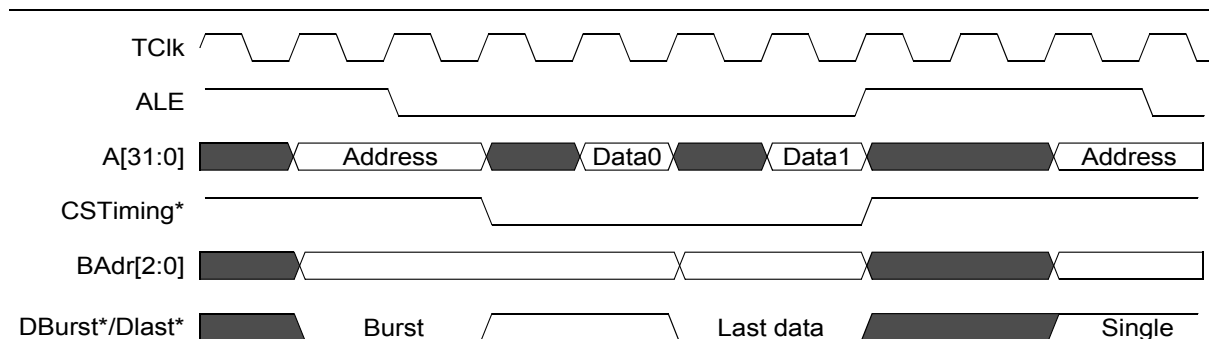 TClk
ALE
A[31:0] Address Data0 Data1 Address
CSTiming*
BAdr[2:0]
DBurst*/Dlast* Burst Last data Single